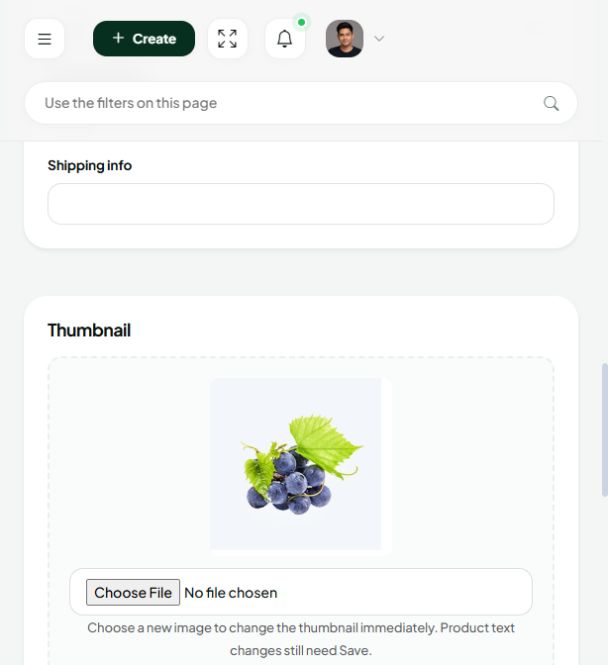 + Create
Use the filters on this page
Shipping info
Thumbnail
Choose File No file chosen
Choose a new image to change the thumbnail immediately. Product text
changes still need Save.